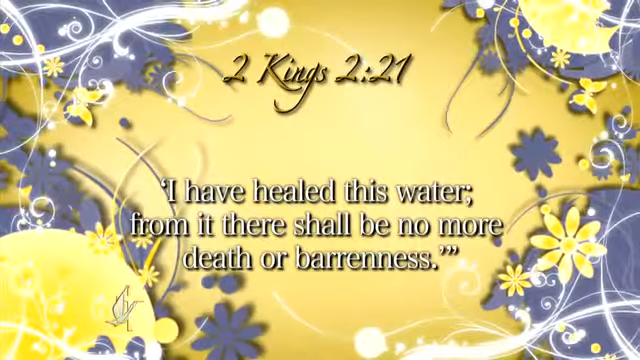 2 Kings 2:21
‘I have healed this water;
from it there shall be no more
death or barrenness.’”